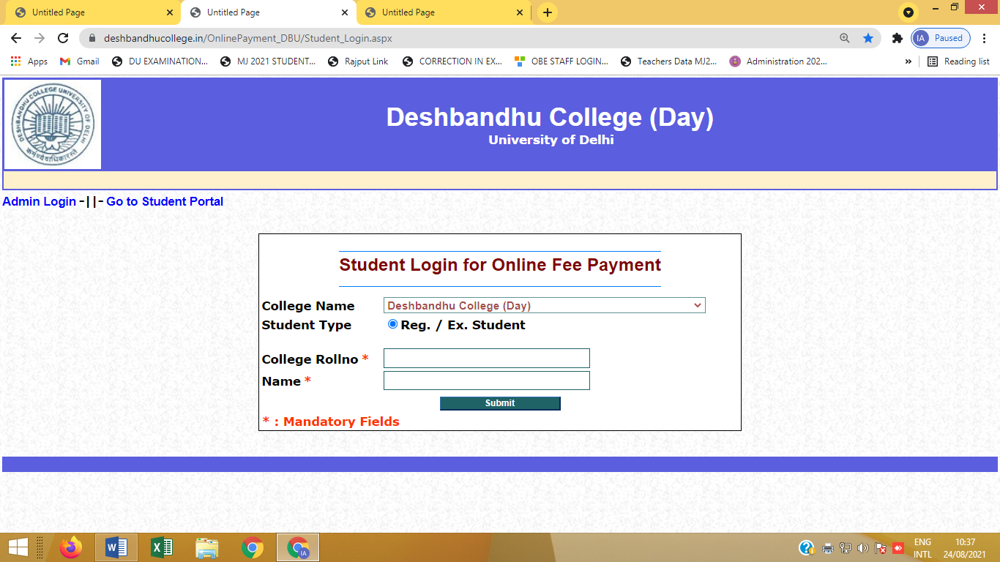 Untitled Page
Untitled Page
Untitled Page
deshbandhucollege.in/OnlinePayment_DBU/Student_Login.aspx
IA Paused
Apps
Gmail
DU EXAMINATION...
MJ 2021 STUDENT...
Rajput Link
CORRECTION IN EX...
OBE STAFF LOGIN...
Teachers Data MJ2...
Administration 202...
»
Reading list
DESHBANDHU COLLEGE UNIVERSITY OF DELHI
कर्मण्येवाधिकारस्ते
Deshbandhu College (Day)
University of Delhi
Admin Login -||- Go to Student Portal
Student Login for Online Fee Payment
College Name Deshbandhu College (Day)
Student Type Reg. / Ex. Student
College Rollno *
Name *
Submit
* : Mandatory Fields
IA
ENG 10:37
INTL 24/08/2021